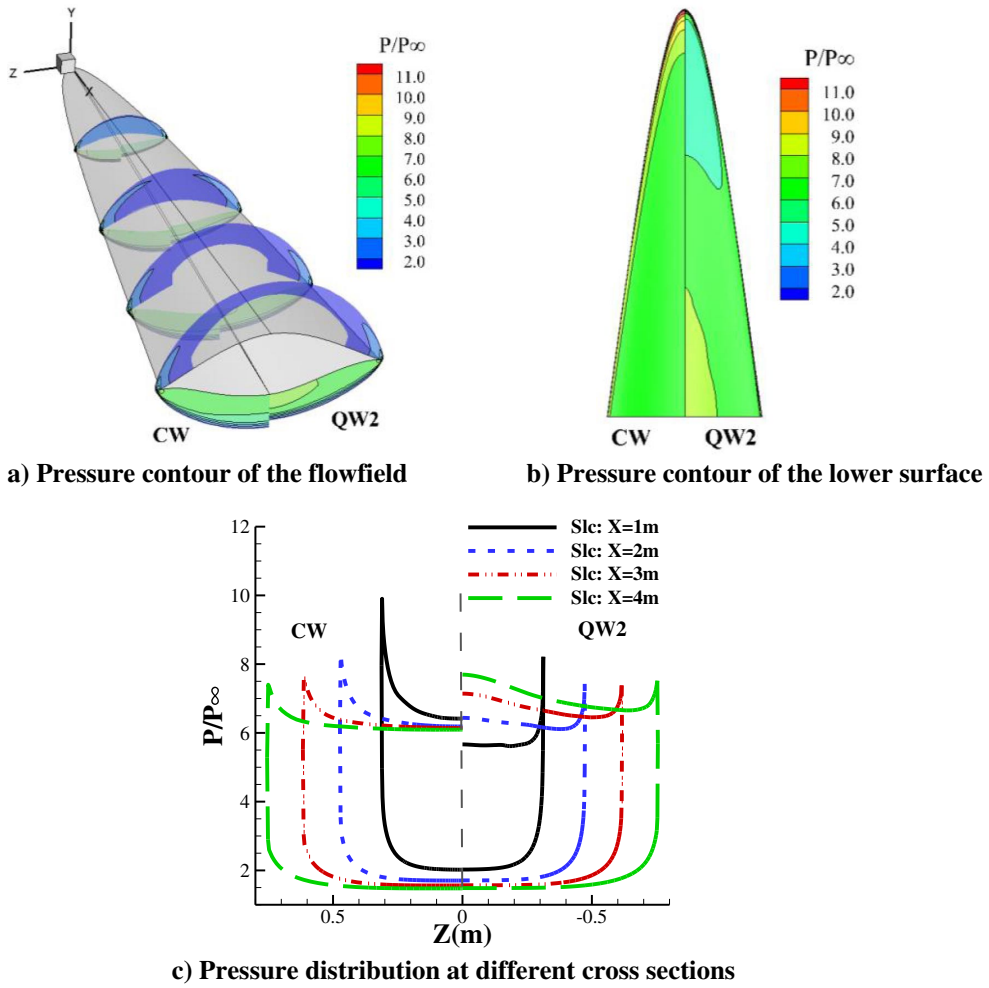 Y
Z
X
P/P∞
11.0
10.0
9.0
8.0
7.0
6.0
5.0
4.0
3.0
2.0
CW
QW2
a) Pressure contour of the flowfield
P/P∞
11.0
10.0
9.0
8.0
7.0
6.0
5.0
4.0
3.0
2.0
CW
QW2
b) Pressure contour of the lower surface
12
10
8
6
4
2
P/P∞
Slc: X=1m
Slc: X=2m
Slc: X=3m
Slc: X=4m
CW
QW2
0.5
0
-0.5
Z(m)
c) Pressure distribution at different cross sections